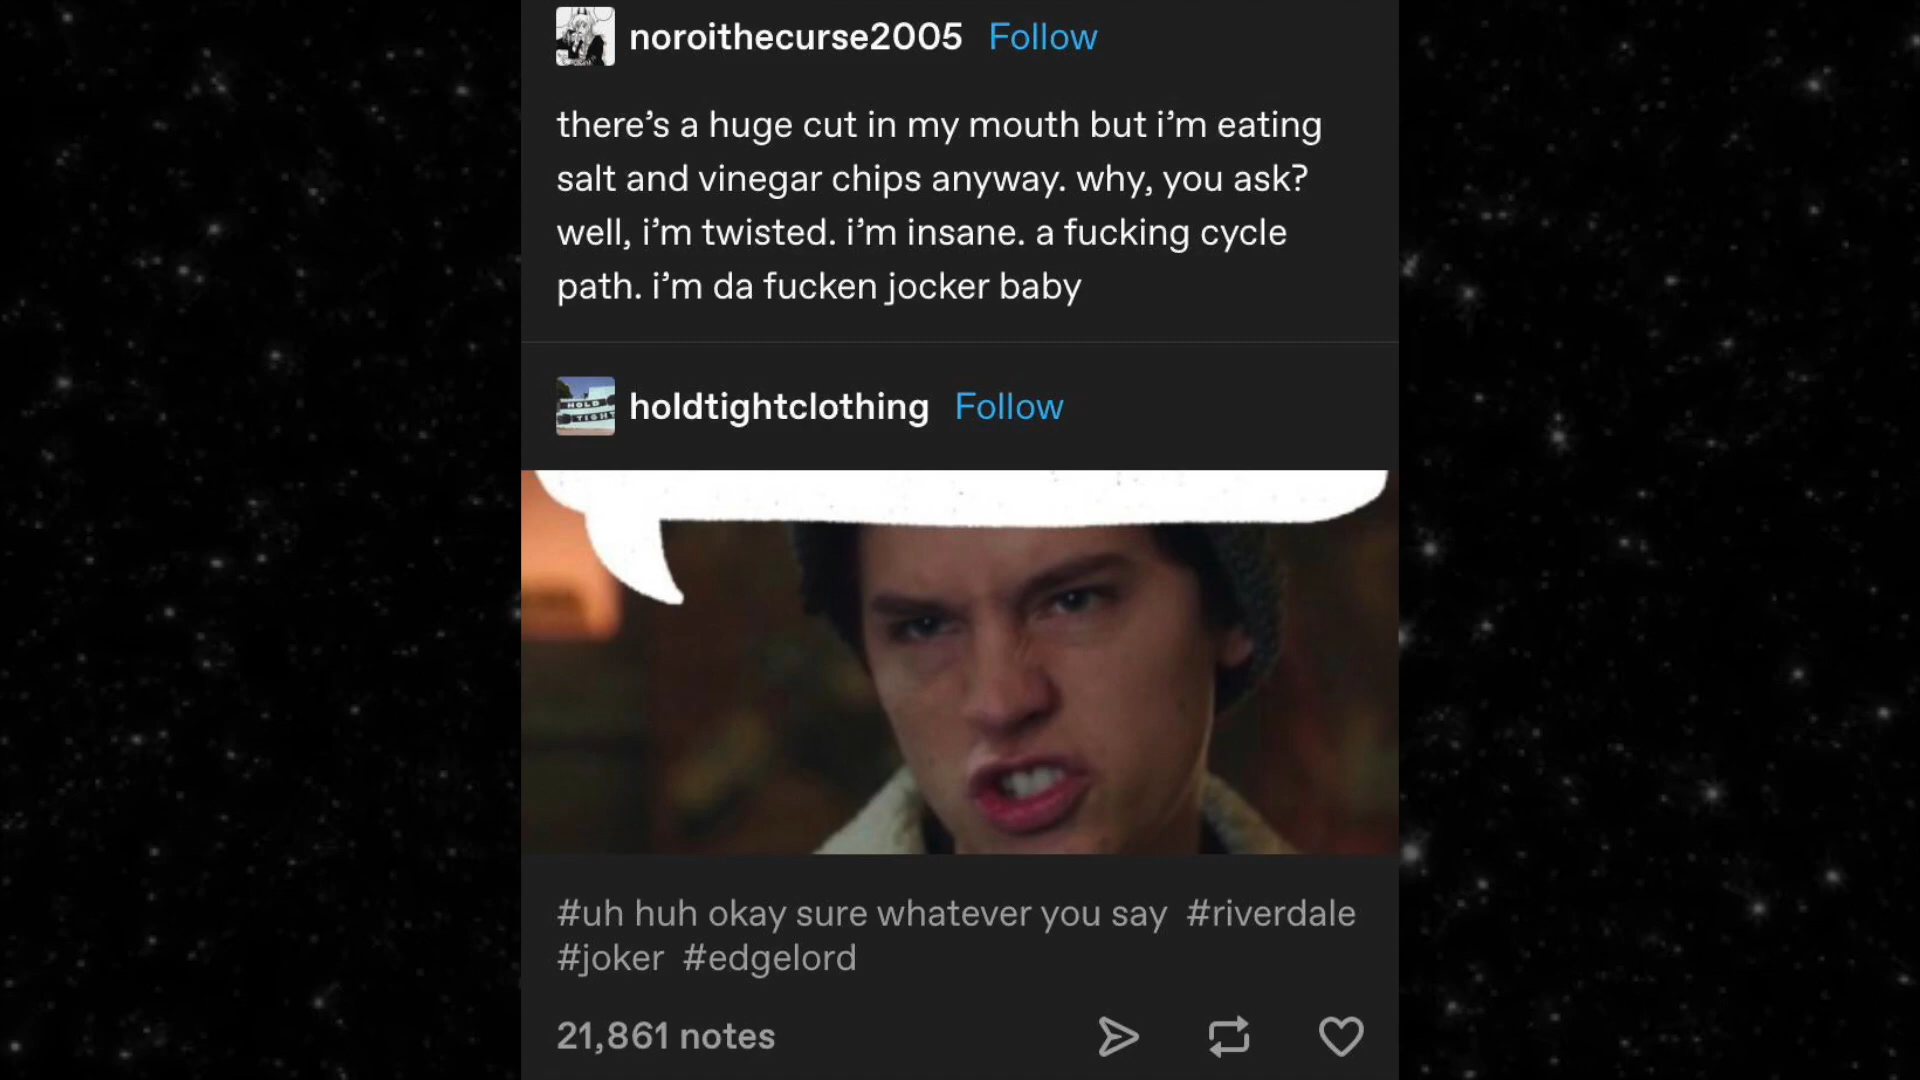 noroithecurse2005 Follow
there’s a huge cut in my mouth but i’m eating
salt and vinegar chips anyway. why, you ask?
well, i’m twisted. i’m insane. a fucking cycle
path. i’m da fucken jocker baby
HOLD
TIGHT
holdtightclothing Follow
#uh huh okay sure whatever you say #riverdale
#joker #edgelord
21,861 notes